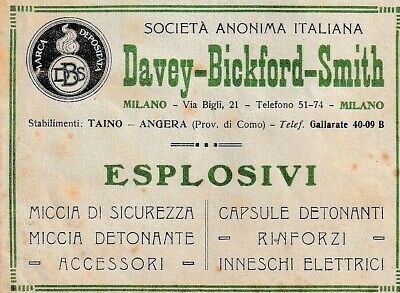 MARCA DEPOSITATA
DBS
SOCIETÀ ANONIMA ITALIANA
Davey-Bickford-Smith
MILANO - Via Bigli, 21 - Telefono 51-74 - MILANO
Stabilimenti: TAINO - ANGERA (Prov. di Como) - Telef. Gallarate 40-09 B
ESPLOSIVI
MICCIA DI SICUREZZA
MICCIA DETONANTE
- ACCESSORI -
CAPSULE DETONANTI
- RINFORZI -
INNESCHI ELETTRICI